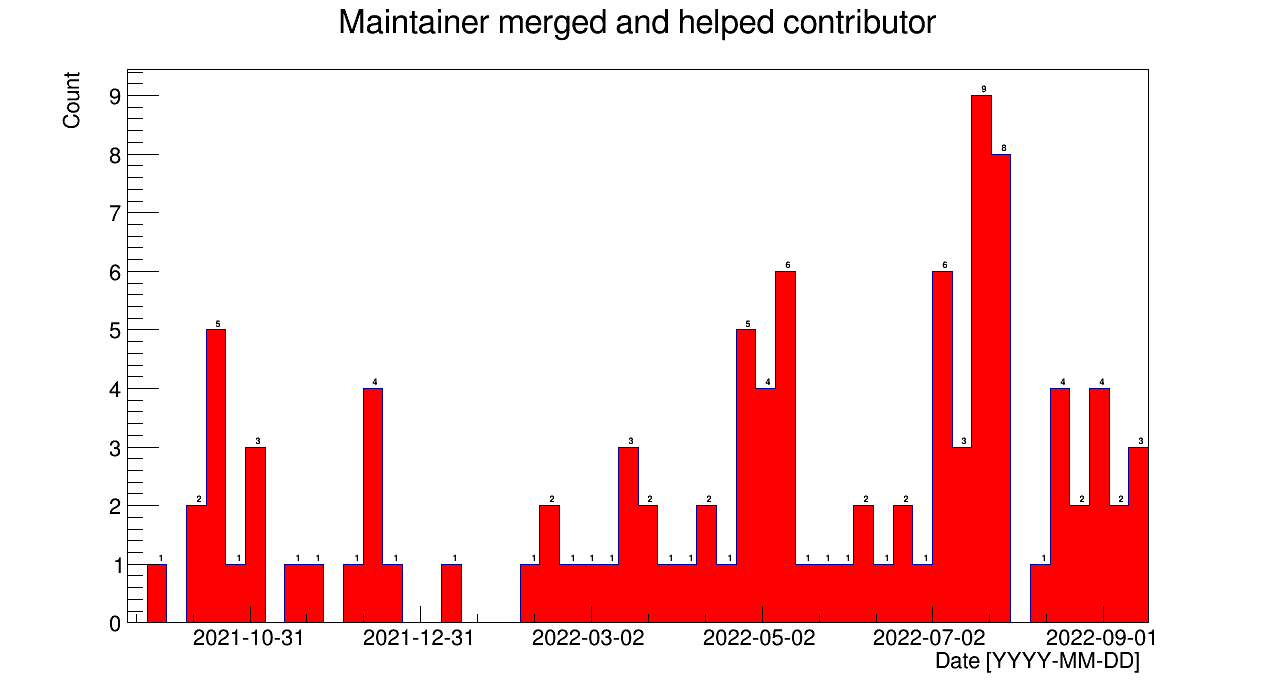 Maintainer merged and helped contributor
Count
9
8
7
6
5
4
3
2
1
0
1 2 5 1 3 1 1 1 4 1 1 1 2 1 1 1 3 2 1 1 2 1 5 4 6 1 1 1 2 1 2 1 6 3 9 8 1 4 2 4 2 3
2021-10-31 2021-12-31 2022-03-02 2022-05-02 2022-07-02 2022-09-01
Date [YYYY-MM-DD]